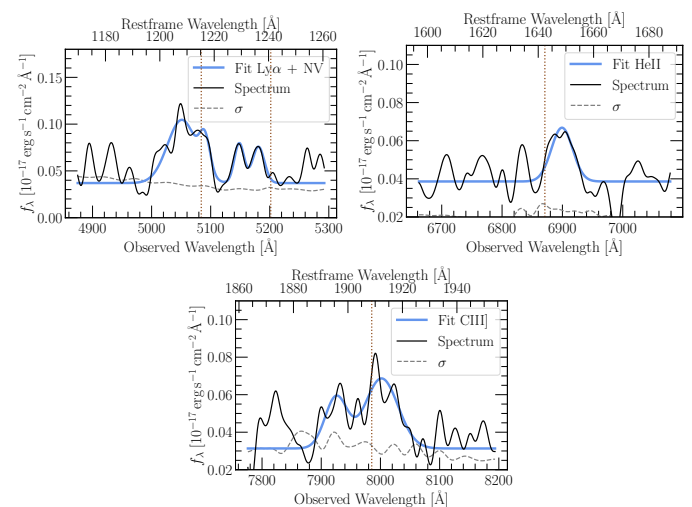 Restframe Wavelength [Å]
1180 1200 1220 1240 1260
Fit Lyα + NV
Spectrum
σ
0.15
0.10
0.05
0.00
f_λ [10⁻¹⁷ erg s⁻¹ cm⁻² Å⁻¹]
4900 5000 5100 5200 5300
Observed Wavelength [Å]
Restframe Wavelength [Å]
1600 1620 1640 1660 1680
Fit HeII
Spectrum
σ
0.10
0.08
0.06
0.04
0.02
f_λ [10⁻¹⁷ erg s⁻¹ cm⁻² Å⁻¹]
6700 6800 6900 7000
Observed Wavelength [Å]
Restframe Wavelength [Å]
1860 1880 1900 1920 1940
Fit CIII]
Spectrum
σ
0.10
0.08
0.06
0.04
0.02
f_λ [10⁻¹⁷ erg s⁻¹ cm⁻² Å⁻¹]
7800 7900 8000 8100 8200
Observed Wavelength [Å]